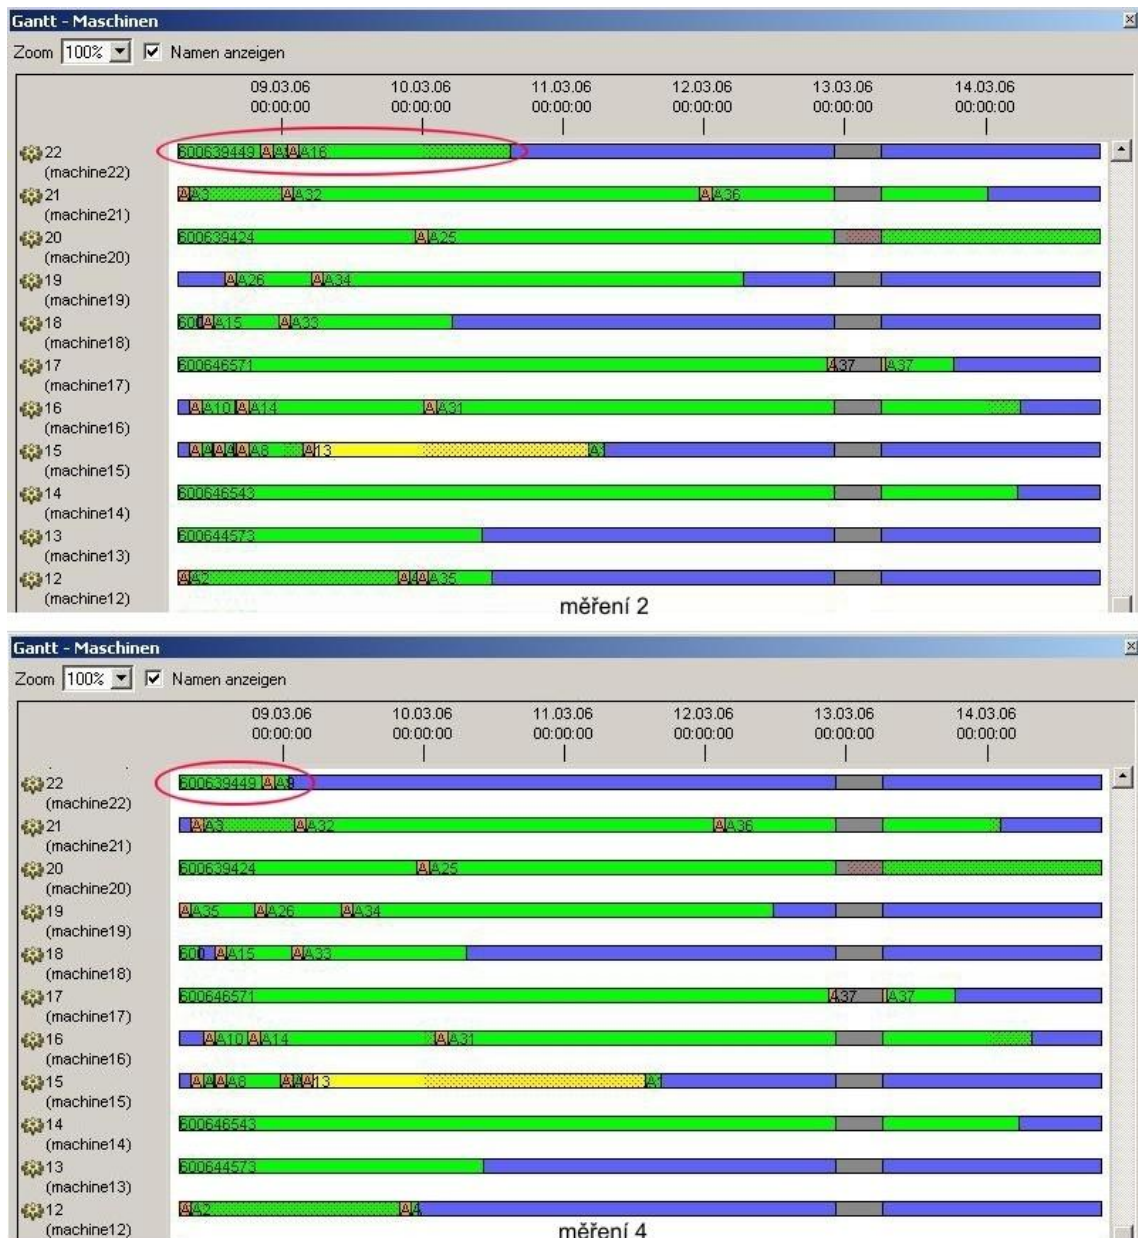 Gantt - Maschinen
Zoom 100% Namen anzeigen
09.03.06 10.03.06 11.03.06 12.03.06 13.03.06 14.03.06
00:00:00 00:00:00 00:00:00 00:00:00 00:00:00 00:00:00
22 600639449 A A A16
(machine22)
21 A A3 A A32 A A36
(machine21)
20 600639424 A A25
(machine20)
19 A A26 A A34
(machine19)
18 600 A A15 A A33
(machine18)
17 600646571 A37 A37
(machine17)
16 A A10 A A14 A A31
(machine16)
15 A A A A A A8 A 13
(machine15)
14 600646543
(machine14)
13 600644573
(machine13)
12 A A2 A A A35
(machine12)
měření 2
Gantt - Maschinen
Zoom 100% Namen anzeigen
09.03.06 10.03.06 11.03.06 12.03.06 13.03.06 14.03.06
00:00:00 00:00:00 00:00:00 00:00:00 00:00:00 00:00:00
22 600639449 A
(machine22)
21 A A3 A A32 A A36
(machine21)
20 600639424 A A25
(machine20)
19 A A35 A A26 A A34
(machine19)
18 600 A A15 A A33
(machine18)
17 600646571 A37 A37
(machine17)
16 A A10 A A14 A A31
(machine16)
15 A A A A8 A A A 13
(machine15)
14 600646543
(machine14)
13 600644573
(machine13)
12 A A2 A
(machine12)
měření 4